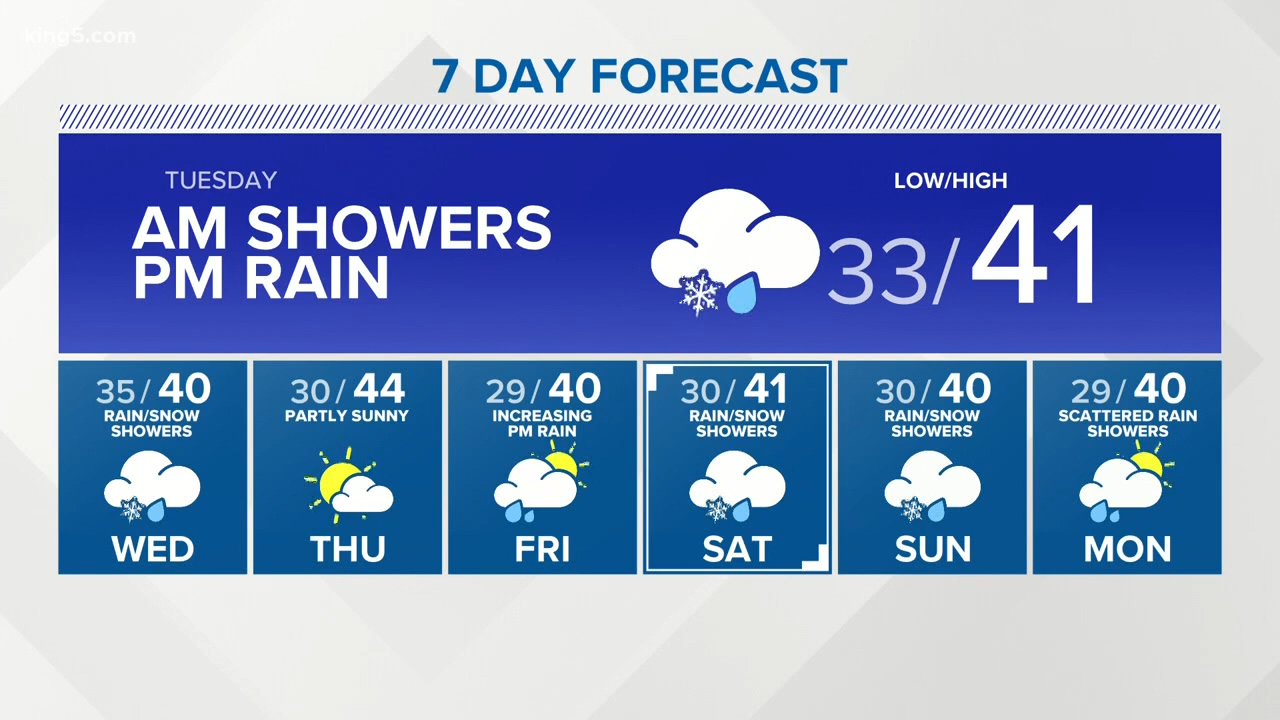 king5.com
7 DAY FORECAST
TUESDAY
AM SHOWERS
PM RAIN
LOW/HIGH
33/41
35/40
RAIN/SNOW
SHOWERS
WED
30/44
PARTLY SUNNY
THU
29/40
INCREASING
PM RAIN
FRI
30/41
RAIN/SNOW
SHOWERS
SAT
30/40
RAIN/SNOW
SHOWERS
SUN
29/40
SCATTERED RAIN
SHOWERS
MON